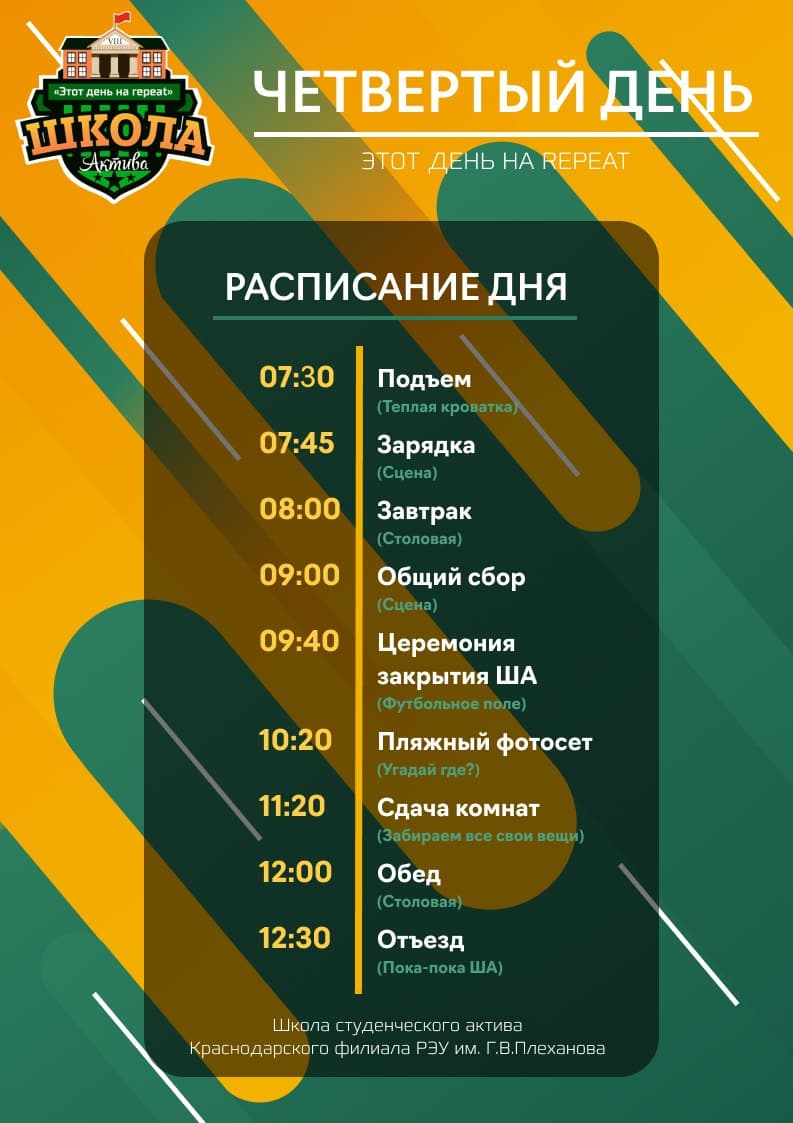 VIII
«Этот день на repeat»
ШКОЛА
Актива
ЧЕТВЕРТЫЙ ДЕНЬ
ЭТОТ ДЕНЬ НА REPEAT
РАСПИСАНИЕ ДНЯ
07:30 Подъем
(Теплая кроватка)
07:45 Зарядка
(Сцена)
08:00 Завтрак
(Столовая)
09:00 Общий сбор
(Сцена)
09:40 Церемония
закрытия ША
(Футбольное поле)
10:20 Пляжный фотосет
(Угадай где?)
11:20 Сдача комнат
(Забираем все свои вещи)
12:00 Обед
(Столовая)
12:30 Отъезд
(Пока-пока ША)
Школа студенческого актива
Краснодарского филиала РЭУ им. Г.В.Плеханова